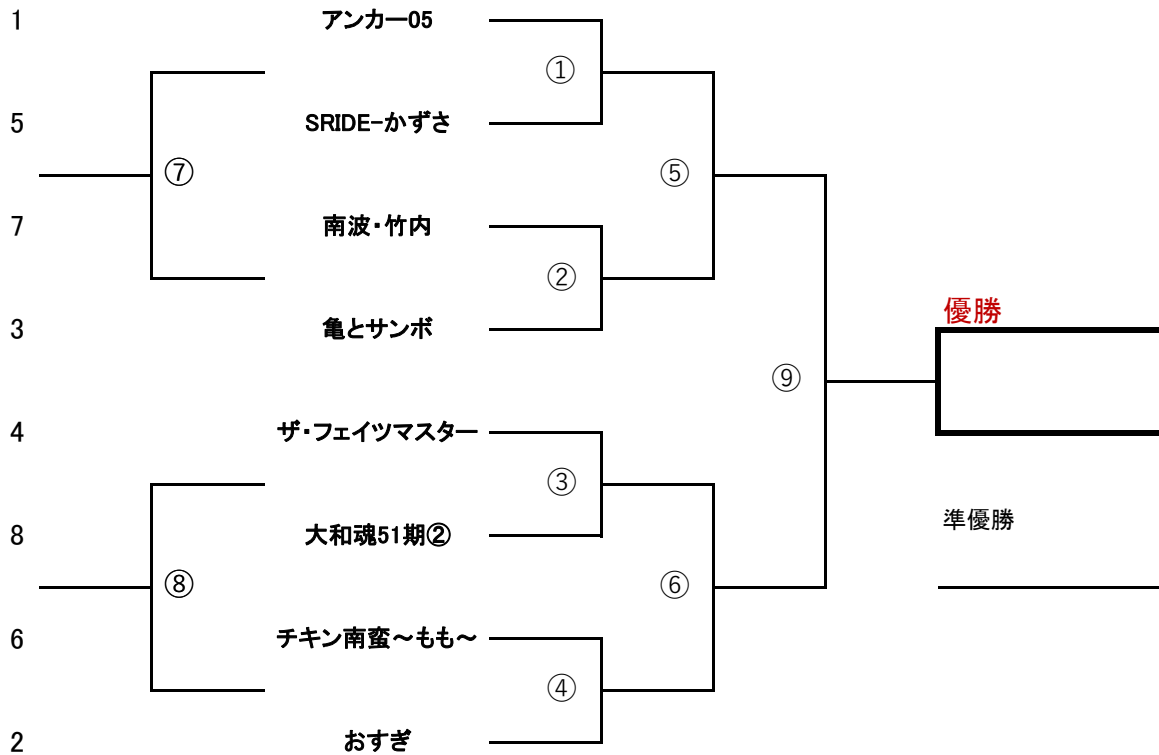 1 アンカー05
①
5 SRIDE-かずさ
⑦ ⑤
7 南波・竹内
②
3 亀とサンボ
優勝
⑨
4 ザ・フェイツマスター
③
8 大和魂51期②
準優勝
⑧ ⑥
6 チキン南蛮～もも～
④
2 おすぎ